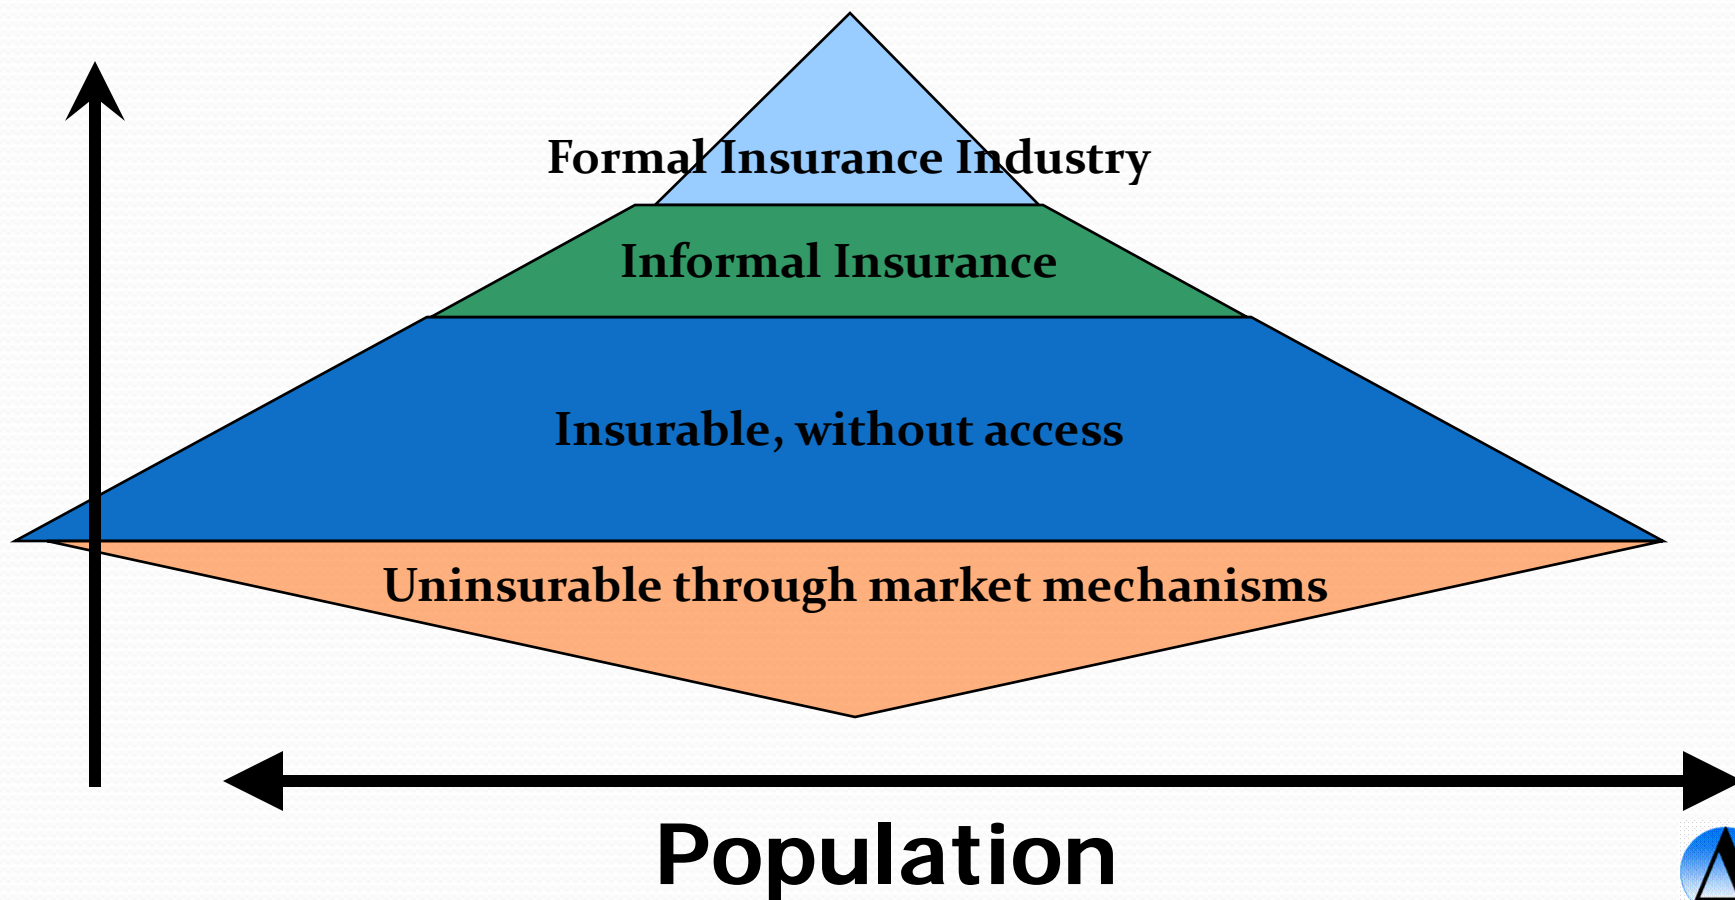 Formal Insurance Industry
Informal Insurance
Insurable, without access
Uninsurable through market mechanisms
Population